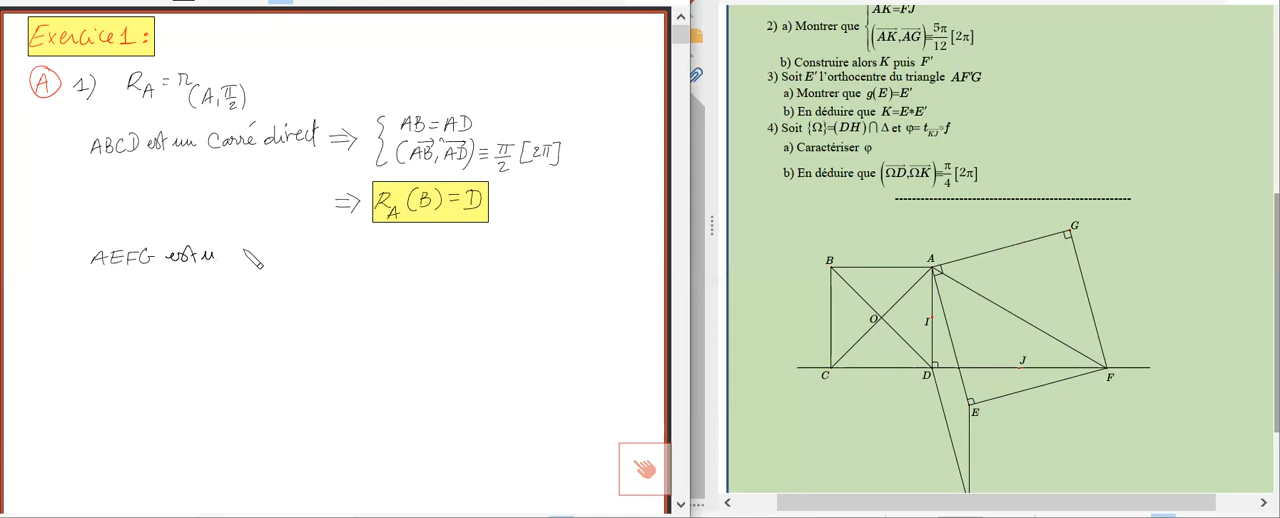 Exercice 1 :
A 1) R_A = r_(A, π/2)
ABCD est un Carré direct ⟹ { AB = AD
(AB, AD) ≡ π/2 [2π]
⟹ R_A (B) = D
AEFG est u
AK=FJ
2) a) Montrer que
(AK, AG)≡5π/12 [2π]
b) Construire alors K puis F'
3) Soit E' l'orthocentre du triangle AF'G
a) Montrer que g(E)=E'
b) En déduire que K=E*E'
4) Soit {Ω}=(DH)∩Δ et φ=t_KJ∘f
a) Caractériser φ
b) En déduire que (ΩD,ΩK)≡π/4 [2π]
G
B A
O I
J
C D F
E